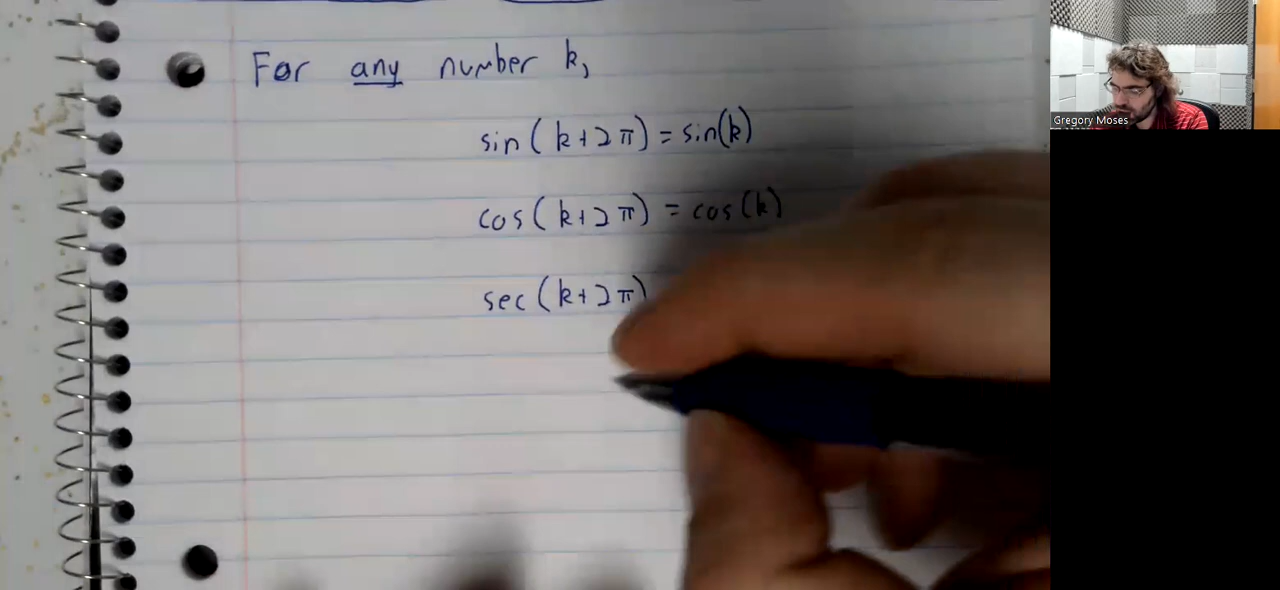 For any number k,
sin(k+2π) = sin(k)
cos(k+2π) = cos(k)
sec(k+2π)
Gregory Moses